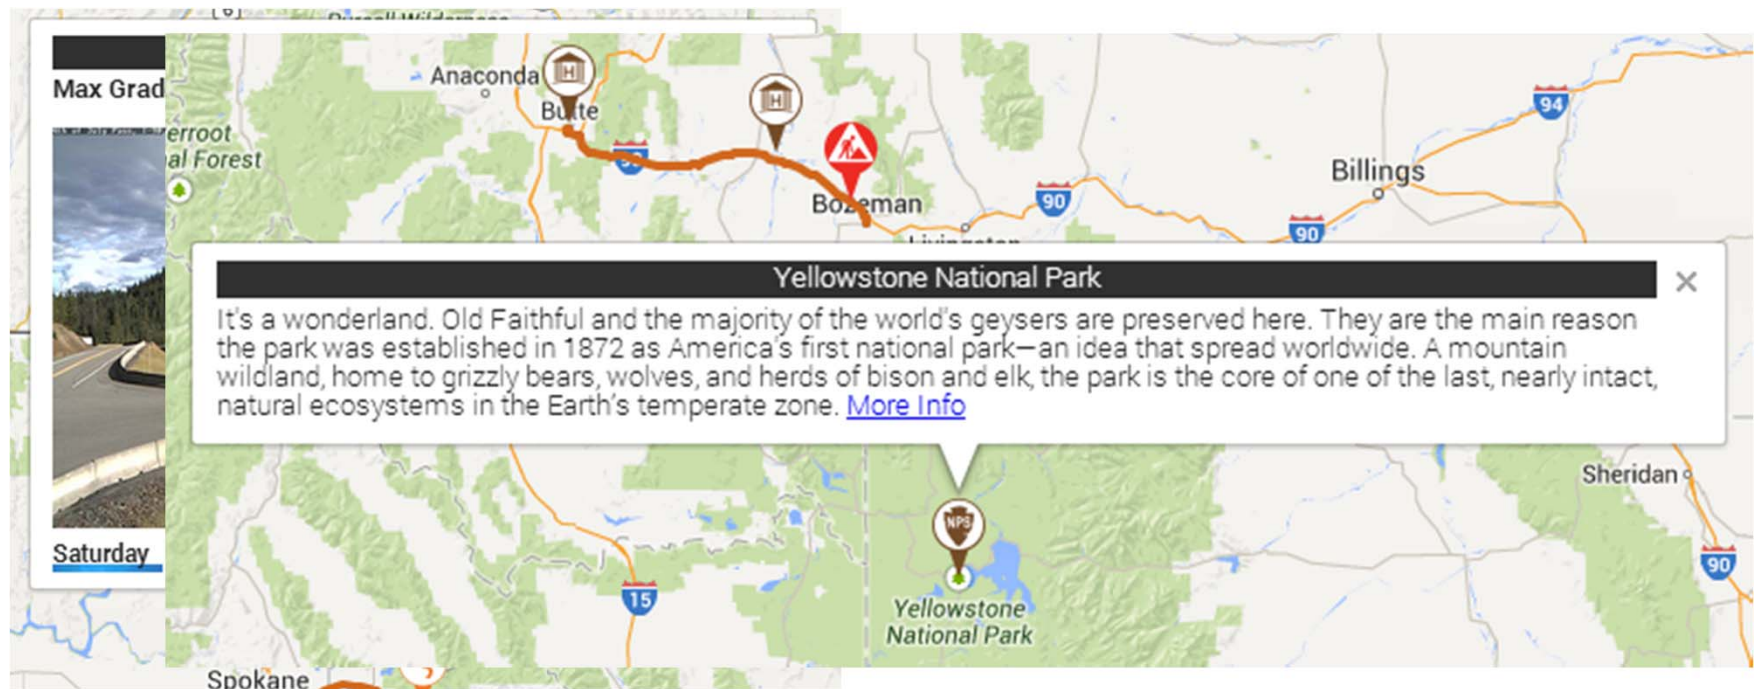 6
Anaconda
H
H
Butte
Max Grad
94
erroot
al Forest
90
Billings
Bozeman
90
90
Yellowstone National Park
It's a wonderland. Old Faithful and the majority of the world's geysers are preserved here. They are the main reason
the park was established in 1872 as America's first national park—an idea that spread worldwide. A mountain
wildland, home to grizzly bears, wolves, and herds of bison and elk, the park is the core of one of the last, nearly intact,
natural ecosystems in the Earth's temperate zone. More Info
Sheridan
NPS
Saturday
90
15
Yellowstone
National Park
Spokane